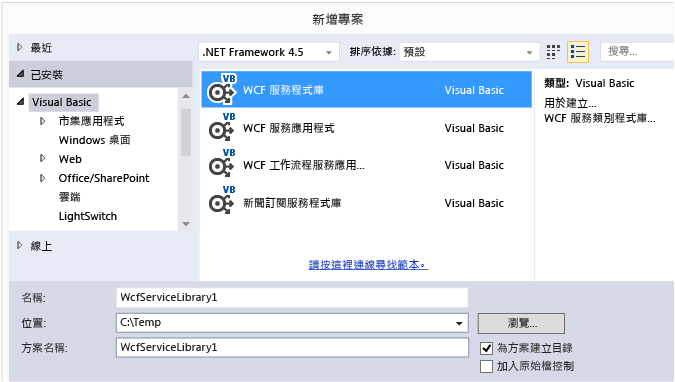 新增專案
最近
已安裝
Visual Basic
市集應用程式
Windows 桌面
Web
Office/SharePoint
雲端
LightSwitch
線上
.NET Framework 4.5
排序依據: 預設
搜尋...
VB WCF 服務程式庫 Visual Basic
VB WCF 服務應用程式 Visual Basic
VB WCF 工作流程服務應用... Visual Basic
VB 新聞訂閱服務程式庫 Visual Basic
請按這裡連線尋找範本。
類型: Visual Basic
用於建立...
WCF 服務類別程式庫...
名稱: WcfServiceLibrary1
位置: C:\Temp 瀏覽...
方案名稱: WcfServiceLibrary1 為方案建立目錄
加入原始檔控制